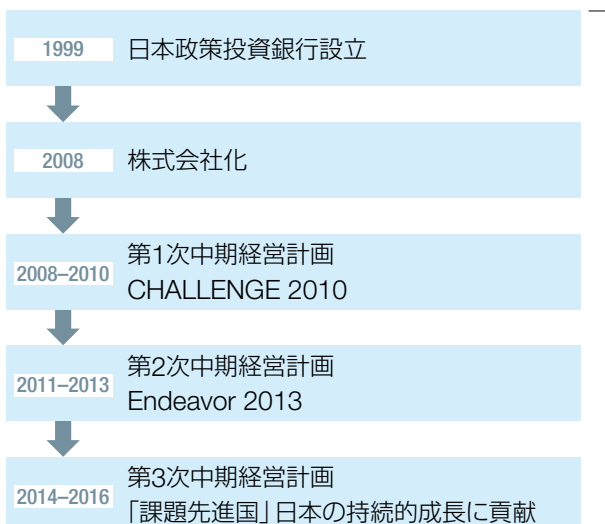 1999 日本政策投資銀行設立
2008 株式会社化
2008–2010 第1次中期経営計画
CHALLENGE 2010
2011–2013 第2次中期経営計画
Endeavor 2013
2014–2016 第3次中期経営計画
「課題先進国」日本の持続的成長に貢献